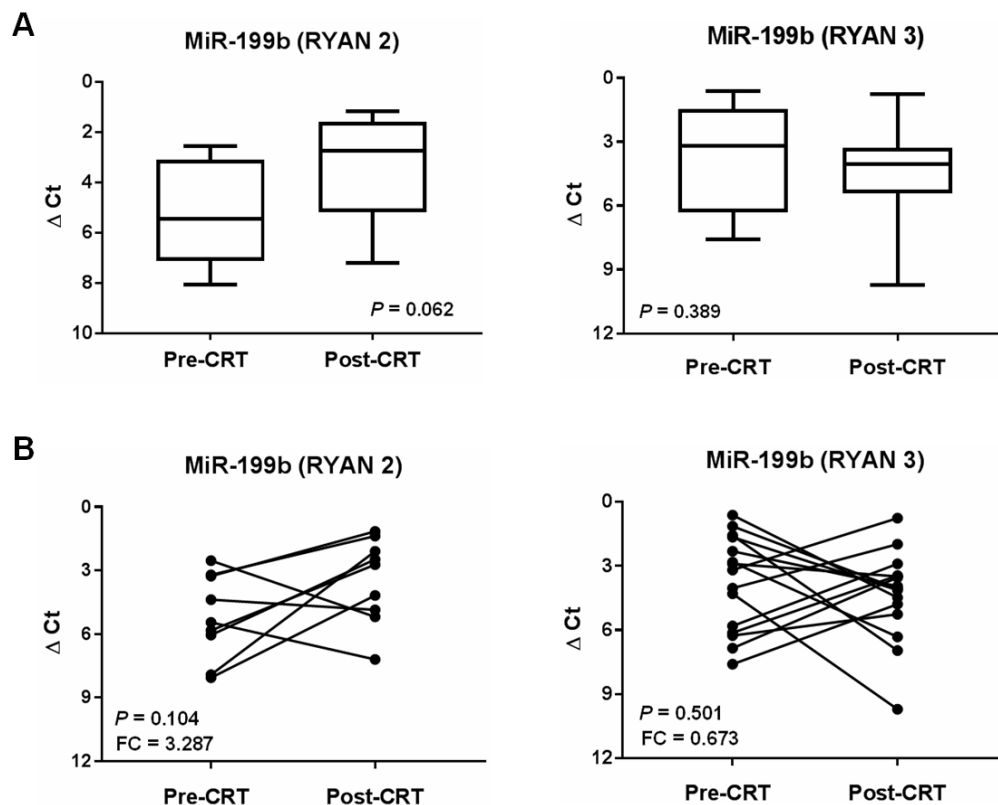 A
MiR-199b (RYAN 2)
0
2
4
6
8
10
Δ Ct
P = 0.062
Pre-CRT
Post-CRT
MiR-199b (RYAN 3)
0
3
6
9
12
Δ Ct
P = 0.389
Pre-CRT
Post-CRT
B
MiR-199b (RYAN 2)
0
3
6
9
12
Δ Ct
P = 0.104
FC = 3.287
Pre-CRT
Post-CRT
MiR-199b (RYAN 3)
0
3
6
9
12
Δ Ct
P = 0.501
FC = 0.673
Pre-CRT
Post-CRT